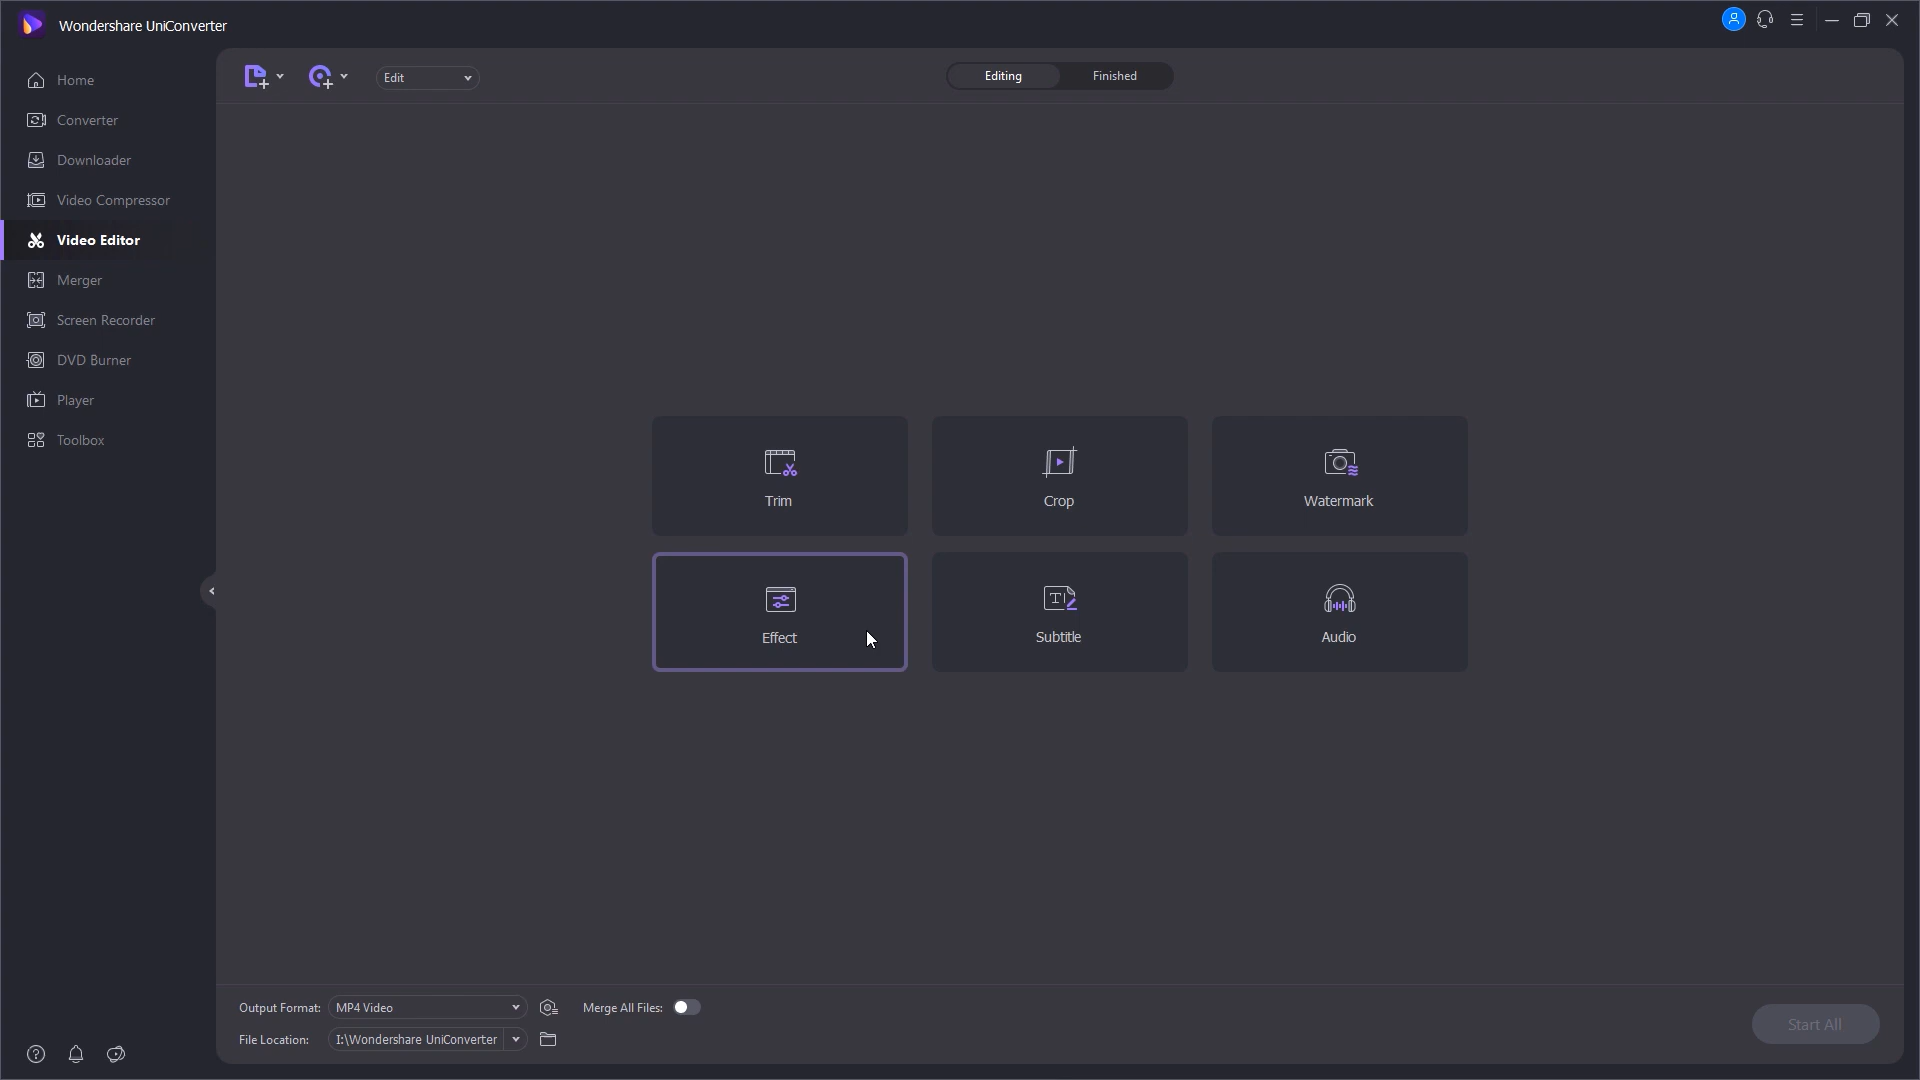 Wondershare UniConverter
Home
Converter
Downloader
Video Compressor
Video Editor
Merger
Screen Recorder
DVD Burner
Player
Toolbox
Edit
Editing
Finished
Trim
Crop
Watermark
Effect
Subtitle
Audio
Output Format: MP4 Video
Merge All Files:
File Location: I:\Wondershare UniConverter
Start All